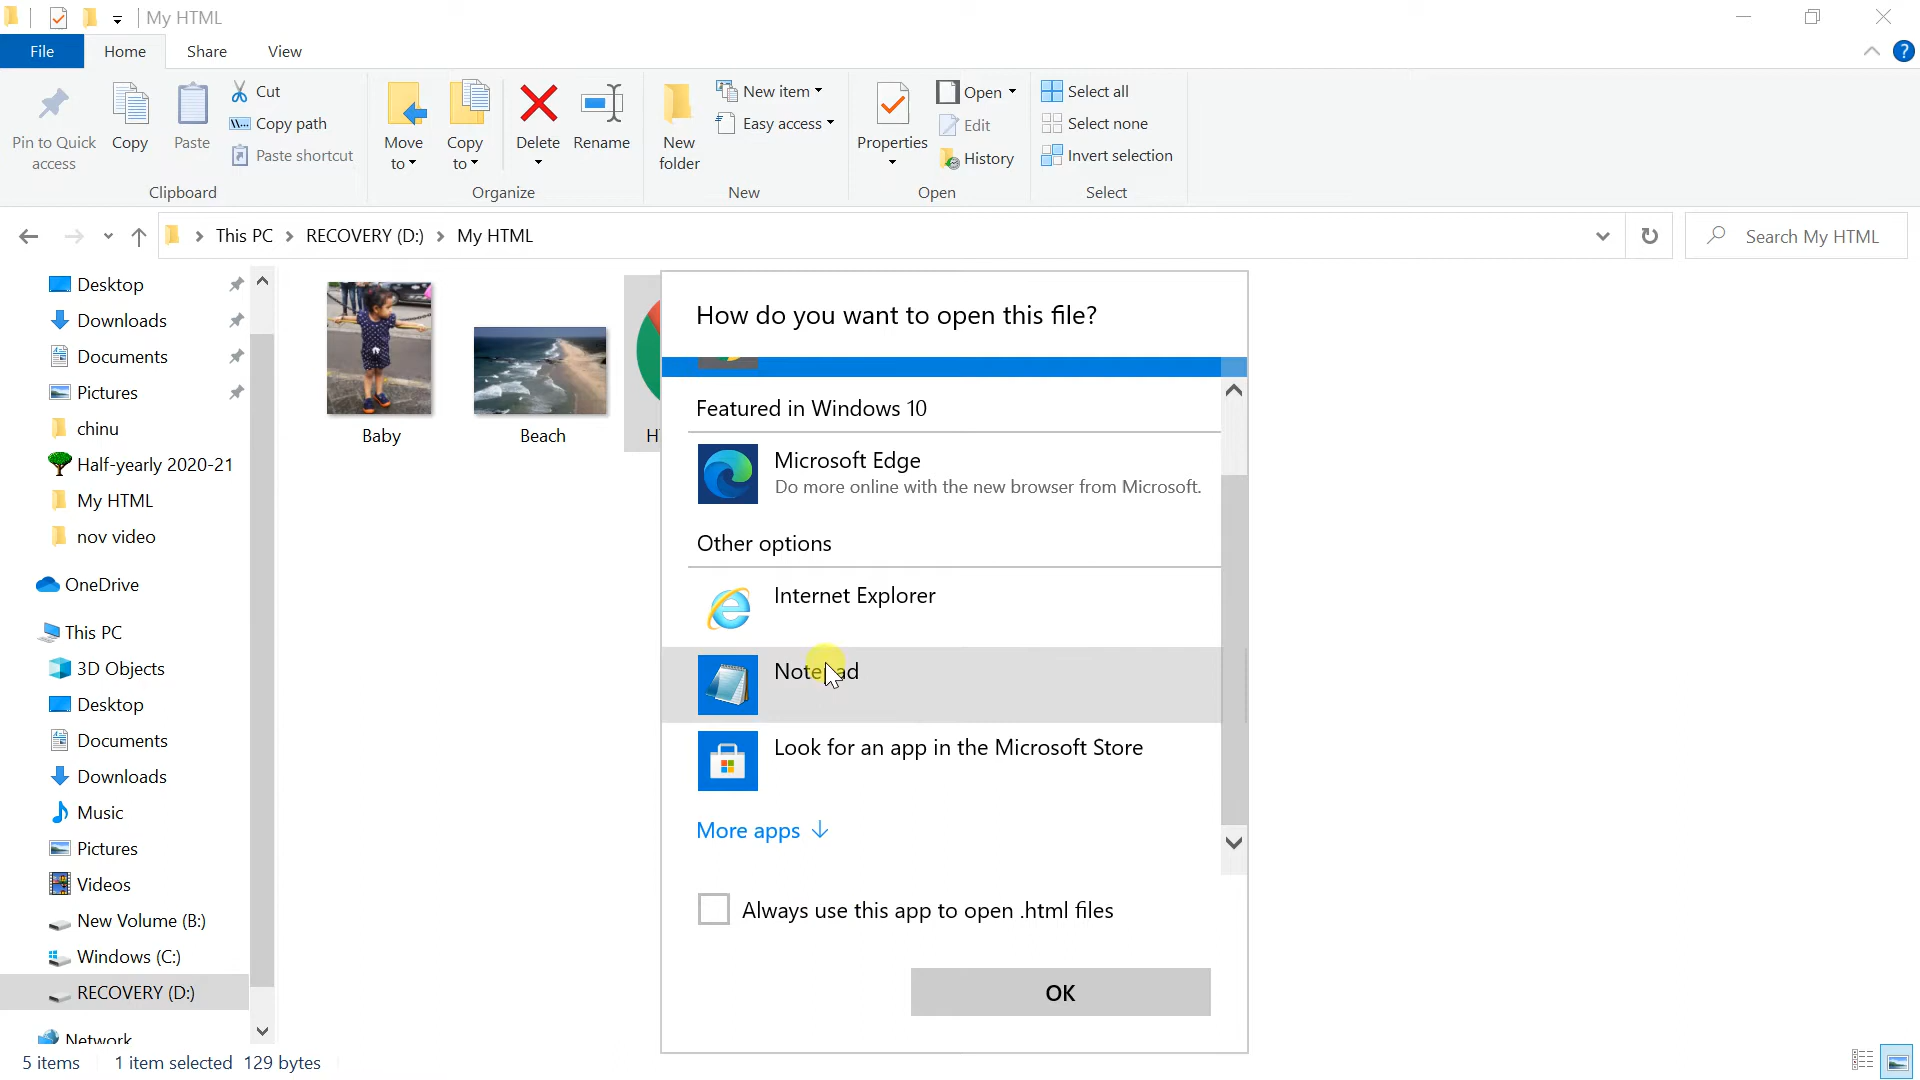 My HTML
File
Home
Share
View
Pin to Quick access
Copy
Paste
Cut
Copy path
Paste shortcut
Clipboard
Move to
Copy to
Delete
Rename
Organize
New folder
New item
Easy access
New
Properties
Open
Edit
History
Open
Select all
Select none
Invert selection
Select
This PC
RECOVERY (D:)
My HTML
Search My HTML
Desktop
Downloads
Documents
Pictures
chinu
Half-yearly 2020-21
My HTML
nov video
OneDrive
This PC
3D Objects
Desktop
Documents
Downloads
Music
Pictures
Videos
New Volume (B:)
Windows (C:)
RECOVERY (D:)
Network
Baby
Beach
How do you want to open this file?
Featured in Windows 10
Microsoft Edge
Do more online with the new browser from Microsoft.
Other options
Internet Explorer
Notepad
Look for an app in the Microsoft Store
More apps
Always use this app to open .html files
OK
5 items
1 item selected 129 bytes